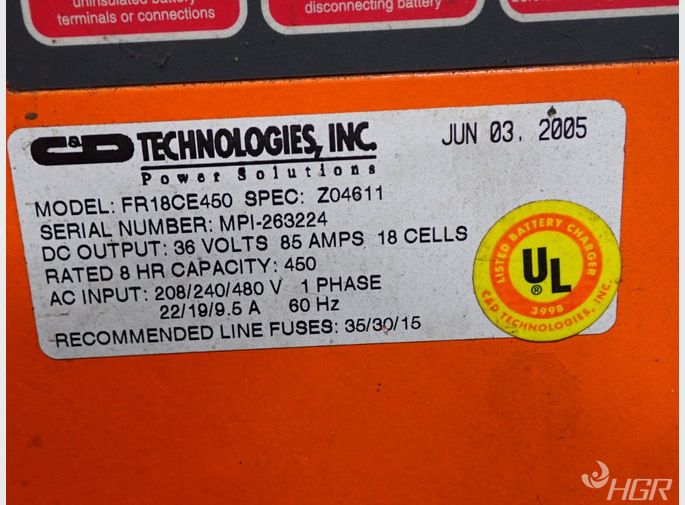 uninsulated battery
terminals or connections
disconnecting battery
C&D TECHNOLOGIES, INC.
Power Solutions
JUN 03. 2005
MODEL: FR18CE450 SPEC: Z04611
SERIAL NUMBER: MPI-263224
DC OUTPUT: 36 VOLTS 85 AMPS 18 CELLS
RATED 8 HR CAPACITY: 450
AC INPUT: 208/240/480 V 1 PHASE
22/19/9.5 A 60 Hz
RECOMMENDED LINE FUSES: 35/30/15
LISTED BATTERY CHARGER
UL
®
399B
C&D TECHNOLOGIES, INC.
HGR